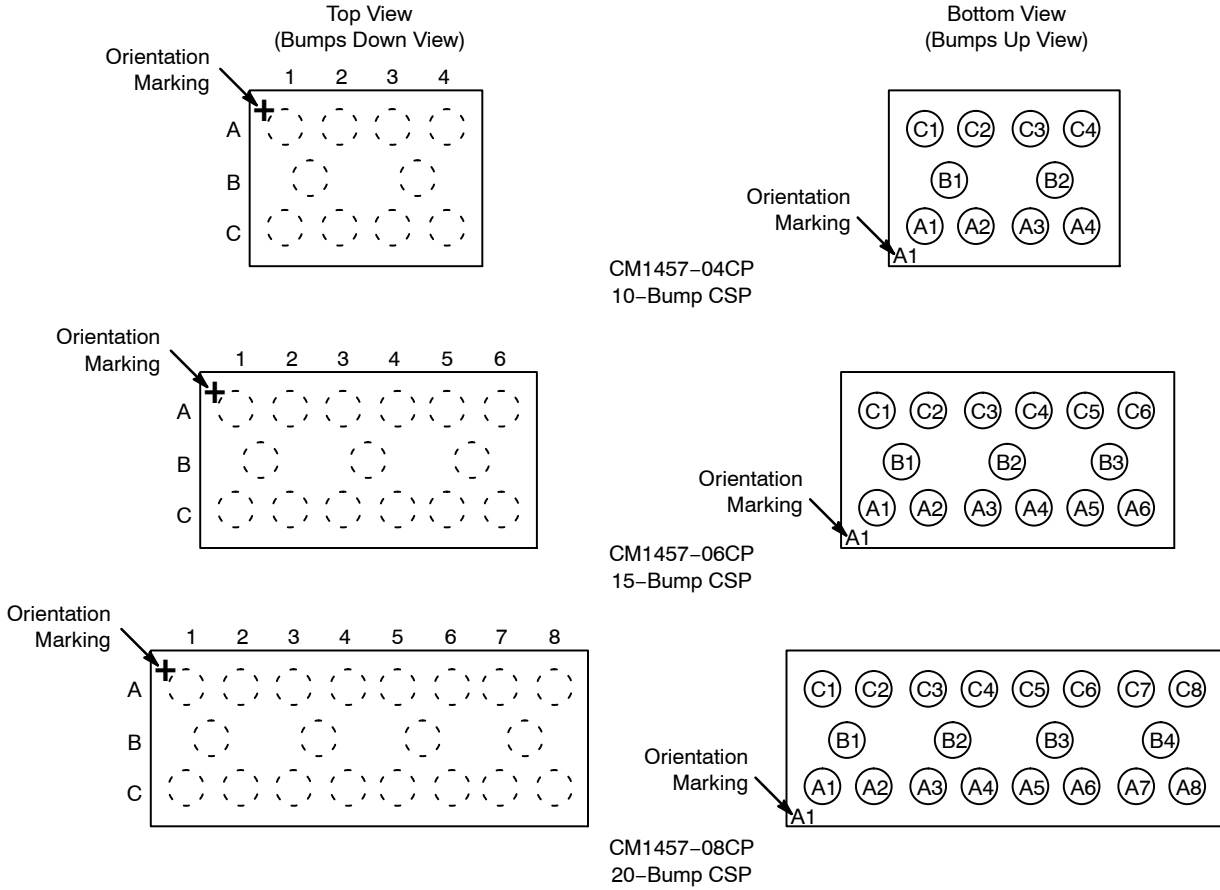 Top View
(Bumps Down View)
Bottom View
(Bumps Up View)
Orientation
Marking
1 2 3 4
A
B
C
C1 C2 C3 C4
B1 B2
A1 A2 A3 A4
Orientation
Marking
A1
CM1457−04CP
10−Bump CSP
Orientation
Marking
1 2 3 4 5 6
A
B
C
C1 C2 C3 C4 C5 C6
B1 B2 B3
A1 A2 A3 A4 A5 A6
Orientation
Marking
A1
CM1457−06CP
15−Bump CSP
Orientation
Marking
1 2 3 4 5 6 7 8
A
B
C
C1 C2 C3 C4 C5 C6 C7 C8
B1 B2 B3 B4
A1 A2 A3 A4 A5 A6 A7 A8
Orientation
Marking
A1
CM1457−08CP
20−Bump CSP